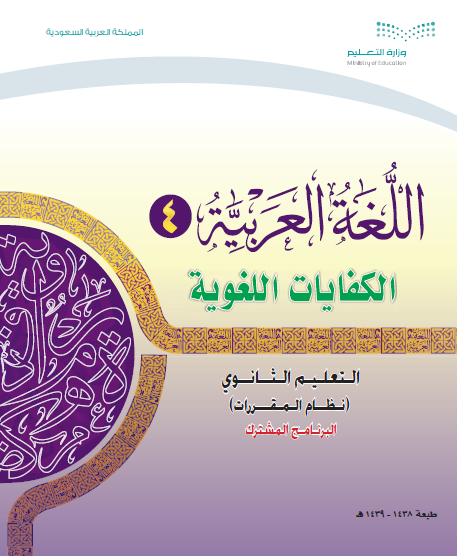 المملكة العربية السعودية
وزارة التعليم
Ministry of Education
اللُّغَةُ العَرَبِيَّة ٤
الكفايات اللغوية
التعليم الثانوي
(نظام المقررات)
البرنامج المشترك
طبعة ١٤٣٨ - ١٤٣٩ هـ